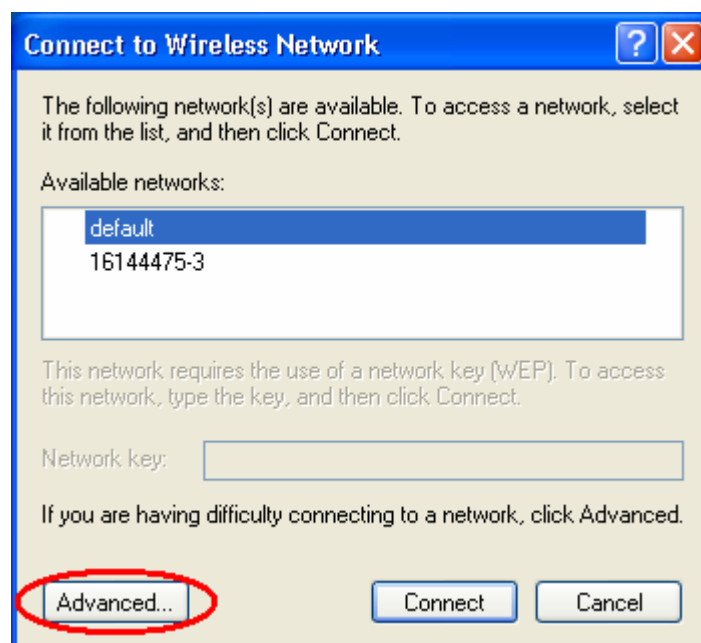 Connect to Wireless Network
?
The following network(s) are available. To access a network, select
it from the list, and then click Connect.
Available networks:
default
16144475-3
This network requires the use of a network key (WEP). To access
this network, type the key, and then click Connect.
Network key:
If you are having difficulty connecting to a network, click Advanced.
Advanced... Connect Cancel